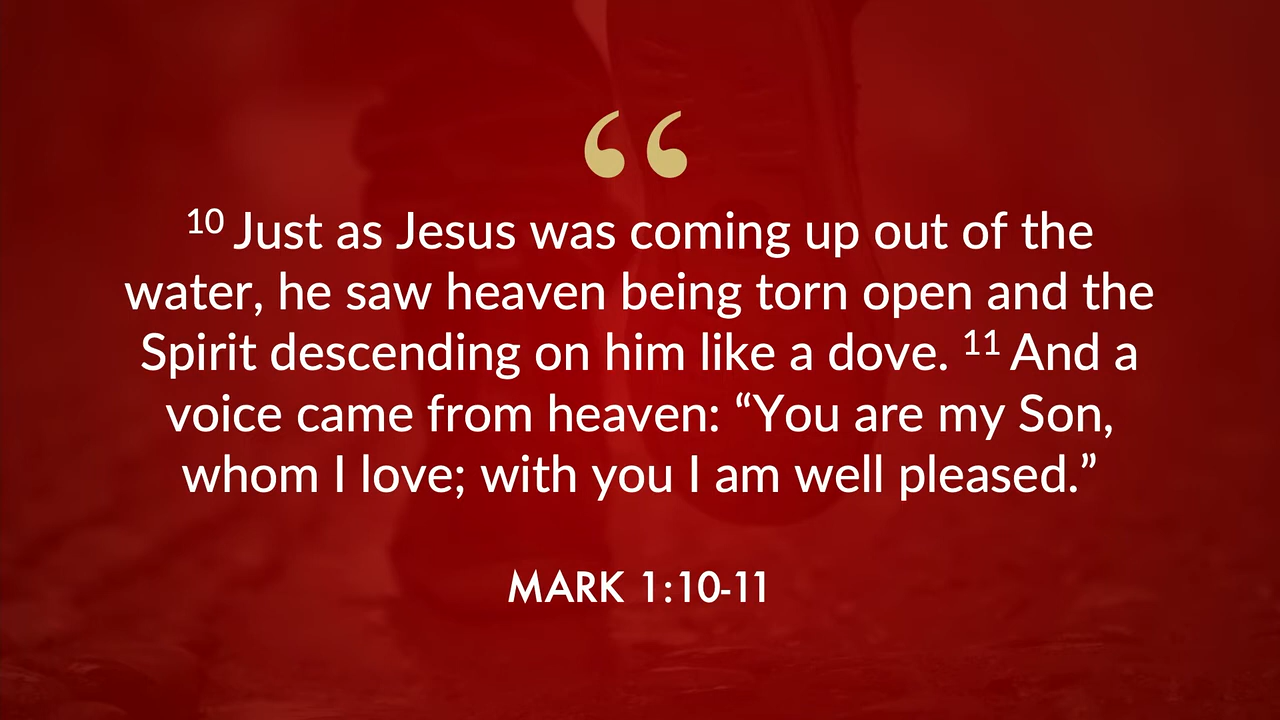 “
10 Just as Jesus was coming up out of the
water, he saw heaven being torn open and the
Spirit descending on him like a dove. 11 And a
voice came from heaven: “You are my Son,
whom I love; with you I am well pleased.”
MARK 1:10-11